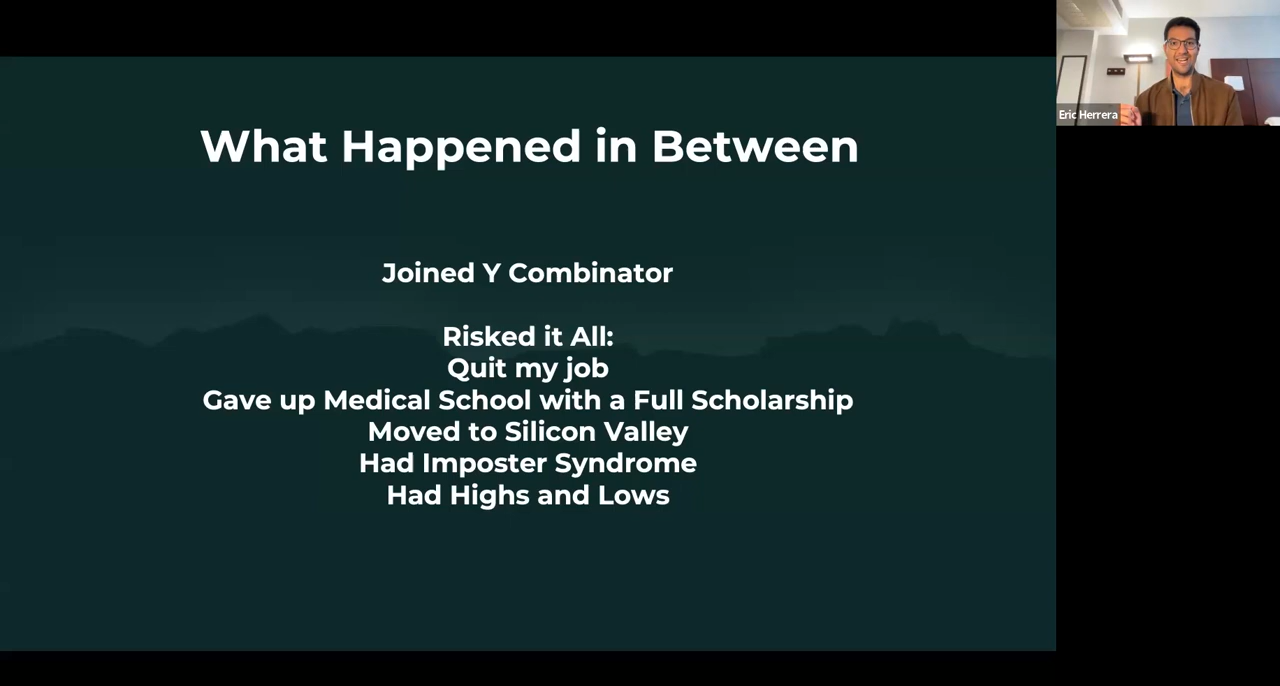 What Happened in Between
Joined Y Combinator
Risked it All:
Quit my job
Gave up Medical School with a Full Scholarship
Moved to Silicon Valley
Had Imposter Syndrome
Had Highs and Lows
Eric Herrera